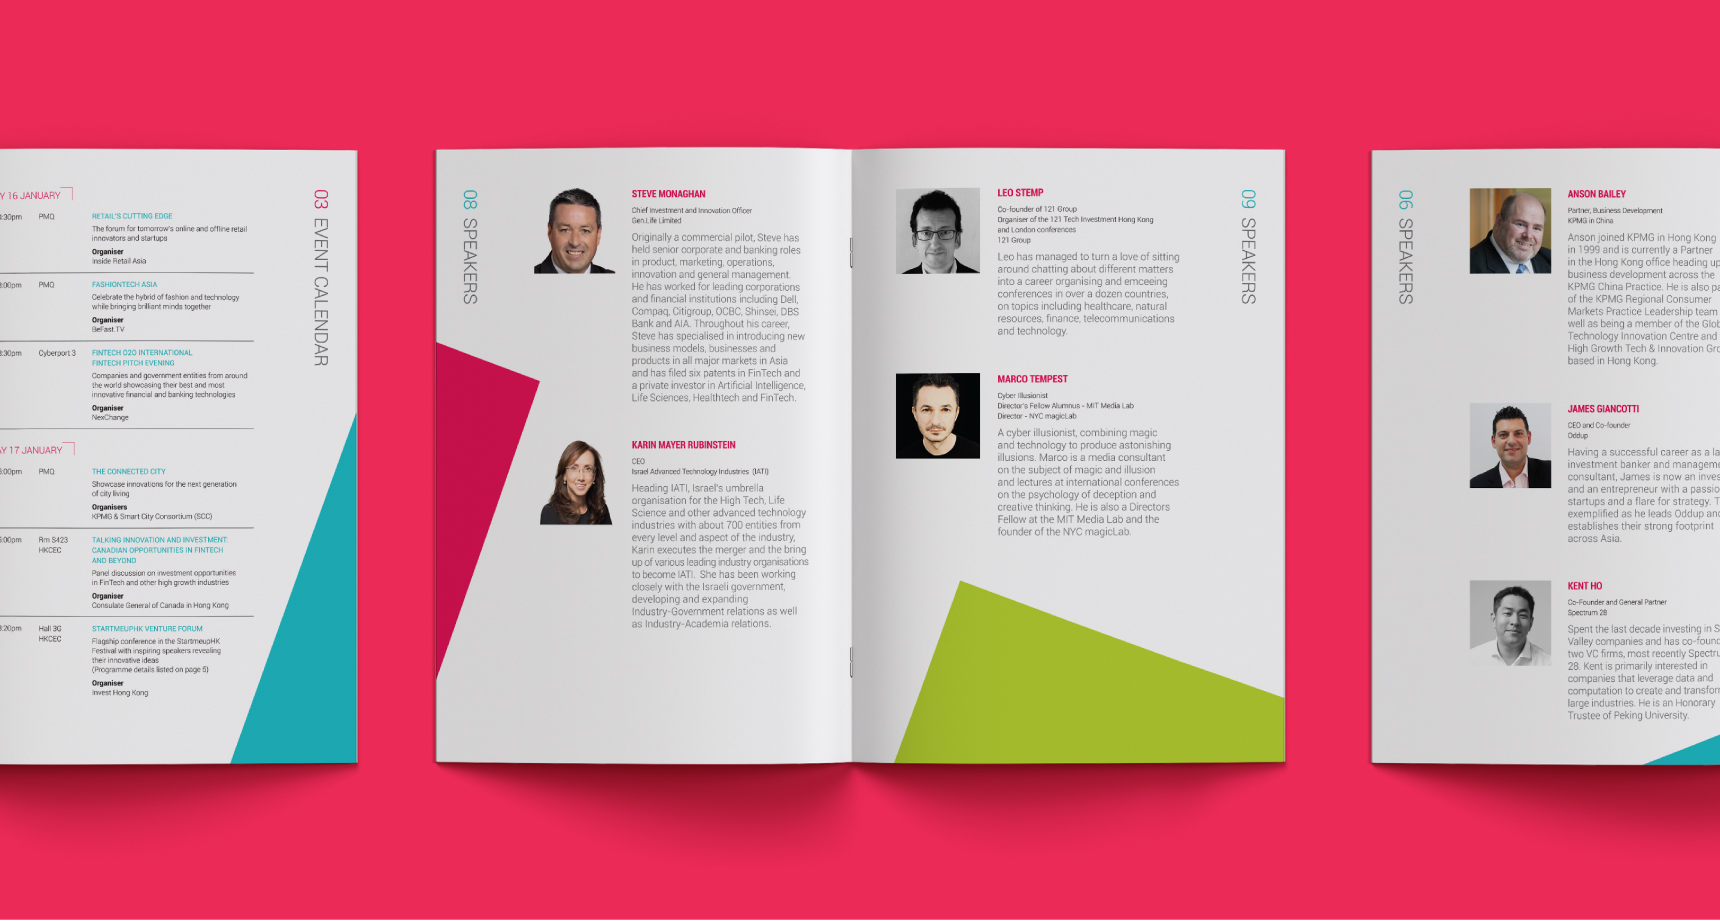 Y 16 JANUARY
:30pm
PMQ
RETAIL'S CUTTING EDGE
The forum for tomorrow's online and offline retail
innovators and startups
Organiser
Inside Retail Asia
:00pm
PMQ
FASHIONTECH ASIA
Celebrate the hybrid of fashion and technology
while bringing brilliant minds together
Organiser
BeFast.TV
:30pm
Cyberport 3
FINTECH O2O INTERNATIONAL
FINTECH PITCH EVENING
Companies and government entities from around
the world showcasing their best and most
innovative financial and banking technologies
Organiser
NexChange
AY 17 JANUARY
:00pm
PMQ
THE CONNECTED CITY
Showcase innovations for the next generation
of city living
Organisers
KPMG & Smart City Consortium (SCC)
:00pm
Rm S423
HKCEC
TALKING INNOVATION AND INVESTMENT:
CANADIAN OPPORTUNITIES IN FINTECH
AND BEYOND
Panel discussion on investment opportunities
in FinTech and other high growth industries
Organiser
Consulate General of Canada in Hong Kong
:20pm
Hall 3G
HKCEC
STARTMEUPHK VENTURE FORUM
Flagship conference in the StartmeupHK
Festival with inspiring speakers revealing
their innovative ideas
(Programme details listed on page 5)
Organiser
Invest Hong Kong
03 EVENT CALENDAR
08 SPEAKERS
STEVE MONAGHAN
Chief Investment and Innovation Officer
Gen.Life Limited
Originally a commercial pilot, Steve has
held senior corporate and banking roles
in product, marketing, operations,
innovation and general management.
He has worked for leading corporations
and financial institutions including Dell,
Compaq, Citigroup, OCBC, Shinsei, DBS
Bank and AIA. Throughout his career,
Steve has specialised in introducing new
business models, businesses and
products in all major markets in Asia
and has filed six patents in FinTech and
a private investor in Artificial Intelligence,
Life Sciences, Healthtech and FinTech.
KARIN MAYER RUBINSTEIN
CEO
Israel Advanced Technology Industries (IATI)
Heading IATI, Israel's umbrella
organisation for the High Tech, Life
Science and other advanced technology
industries with about 700 entities from
every level and aspect of the industry,
Karin executes the merger and the bring
up of various leading industry organisations
to become IATI. She has been working
closely with the Israeli government,
developing and expanding
Industry-Government relations as well
as Industry-Academia relations.
LEO STEMP
Co-founder of 121 Group
Organiser of the 121 Tech Investment Hong Kong
and London conferences
121 Group
Leo has managed to turn a love of sitting
around chatting about different matters
into a career organising and emceeing
conferences in over a dozen countries,
on topics including healthcare, natural
resources, finance, telecommunications
and technology.
MARCO TEMPEST
Cyber Illusionist
Director's Fellow Alumnus - MIT Media Lab
Director - NYC magicLab
A cyber illusionist, combining magic
and technology to produce astonishing
illusions. Marco is a media consultant
on the subject of magic and illusion
and lectures at international conferences
on the psychology of deception and
creative thinking. He is also a Directors
Fellow at the MIT Media Lab and the
founder of the NYC magicLab.
09 SPEAKERS
06 SPEAKERS
ANSON BAILEY
Partner, Business Development
KPMG in China
Anson joined KPMG in Hong Kong
in 1999 and is currently a Partner
in the Hong Kong office heading up
business development across the
KPMG China Practice. He is also pa
of the KPMG Regional Consumer
Markets Practice Leadership team
well as being a member of the Glob
Technology Innovation Centre and
High Growth Tech & Innovation Gro
based in Hong Kong.
JAMES GIANCOTTI
CEO and Co-founder
Oddup
Having a successful career as a la
investment banker and manageme
consultant, James is now an inves
and an entrepreneur with a passio
startups and a flare for strategy. T
exemplified as he leads Oddup and
establishes their strong footprint
across Asia.
KENT HO
Co-Founder and General Partner
Spectrum 28
Spent the last decade investing in S
Valley companies and has co-found
two VC firms, most recently Spectru
28. Kent is primarily interested in
companies that leverage data and
computation to create and transform
large industries. He is an Honorary
Trustee of Peking University.